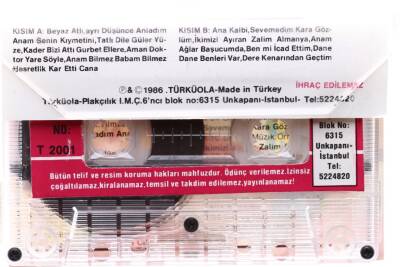 KISIM A: Beyaz Atlı,ayrı Düşünce Anladım
Anam Senin Kıymetini,Tatlı Dile Güler Yü-
ze,Kader Bizi Attı Gurbet Ellere,Aman Dok-
tor Yare Söyle,Anam Bilmez Babam Bilmez
Hasretlik Kar Etti Cana
KISIM B: Ana Kalbi,Sevemedim Kara Göz-
lüm,İkimizi Ayıran Zalim Almanya,Anam
Ağlar Başucumda,Ben mi İcad Ettim,Dane
Dane Benleri Var,Dere Kenarından Geçtim
℗&© 1986 .TÜRKÜOLA-Made in Türkey
İHRAÇ EDİLEMEZ
Türküola-Plakçılık İ.M.Ç.6'ncı blok no:6315 Unkapanı-İstanbul- Tel:5224820
NO:
T 2001
adım Ana
Kara Göz
Müzik:Orh
Zalim
Blok No:
6315
Unkapanı-
İstanbul
Tel:
5224820
Bütün telif ve resim koruma hakları mahfuzdur. Ödünç verilemez.İzinsiz
çoğaltılamaz,kiralanamaz,temsil ve takdim edilemez,yayınlanamaz!